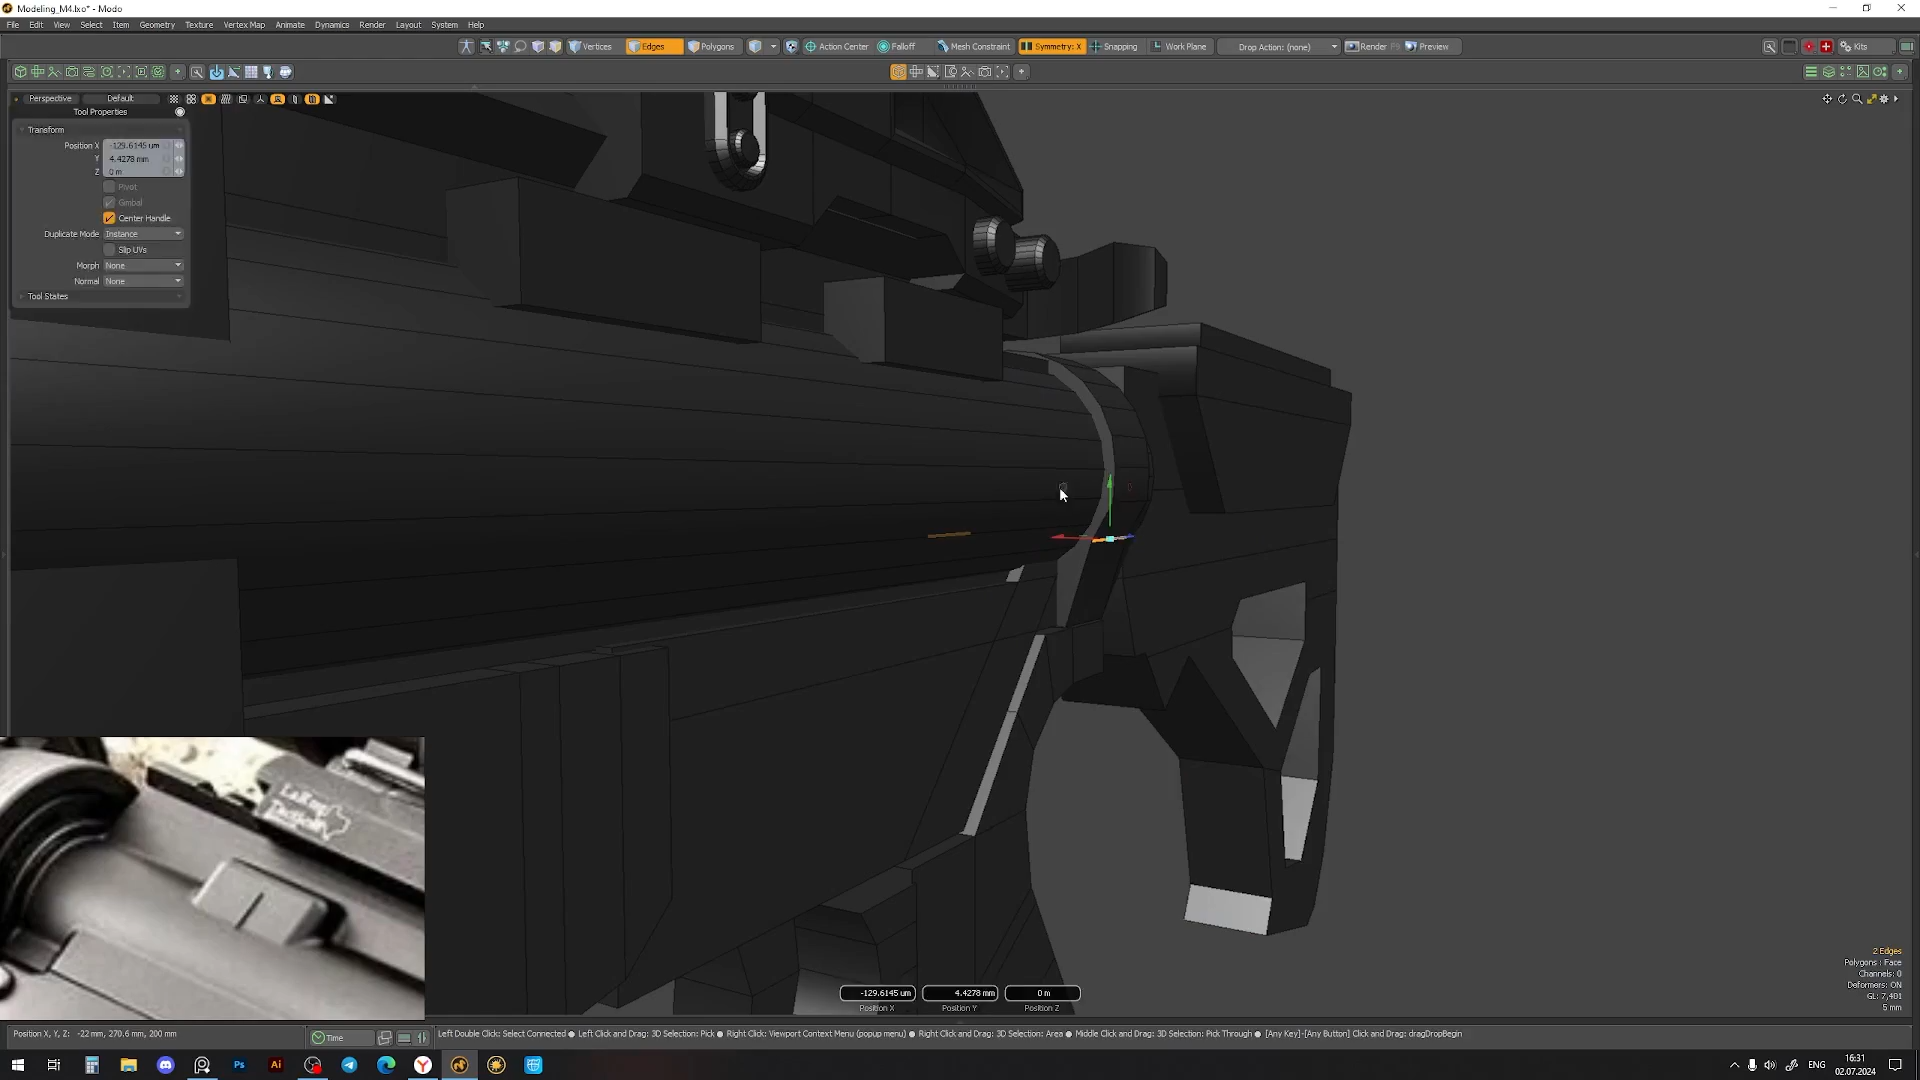 Modeling_M4.lxo* - Modo
File Edit View Select Item Geometry Texture Vertex Map Animate Dynamics Render Layout System Help
Vertices Edges Polygons Action Center Falloff Mesh Constraint Symmetry: X Snapping Work Plane Drop Action: (none) Render Preview Kits
Perspective Default
Tool Properties
Transform
Position X -129.6145 um
Y 4.4278 mm
Z 0 m
Pivot
Gimbal
Center Handle
Duplicate Mode Instance
Slip UVs
Morph None
Normal None
Tool States
LaRue
Tactical
2 Edges
Polygons : Face
Channels: 0
Deformers: ON
GL: 7,401
5 mm
-129.6145 um 4.4278 mm 0 m
Position X Position Y Position Z
Position X, Y, Z: -22 mm, 270.6 mm, 200 mm
Time
Left Double Click: Select Connected ● Left Click and Drag: 3D Selection: Pick ● Right Click: Viewport Context Menu (popup menu) ● Right Click and Drag: 3D Selection: Area ● Middle Click and Drag: 3D Selection: Pick Through ● [Any Key]-[Any Button] Click and Drag: dragDropBegin
Ps Ai ENG
16:31
02.07.2024